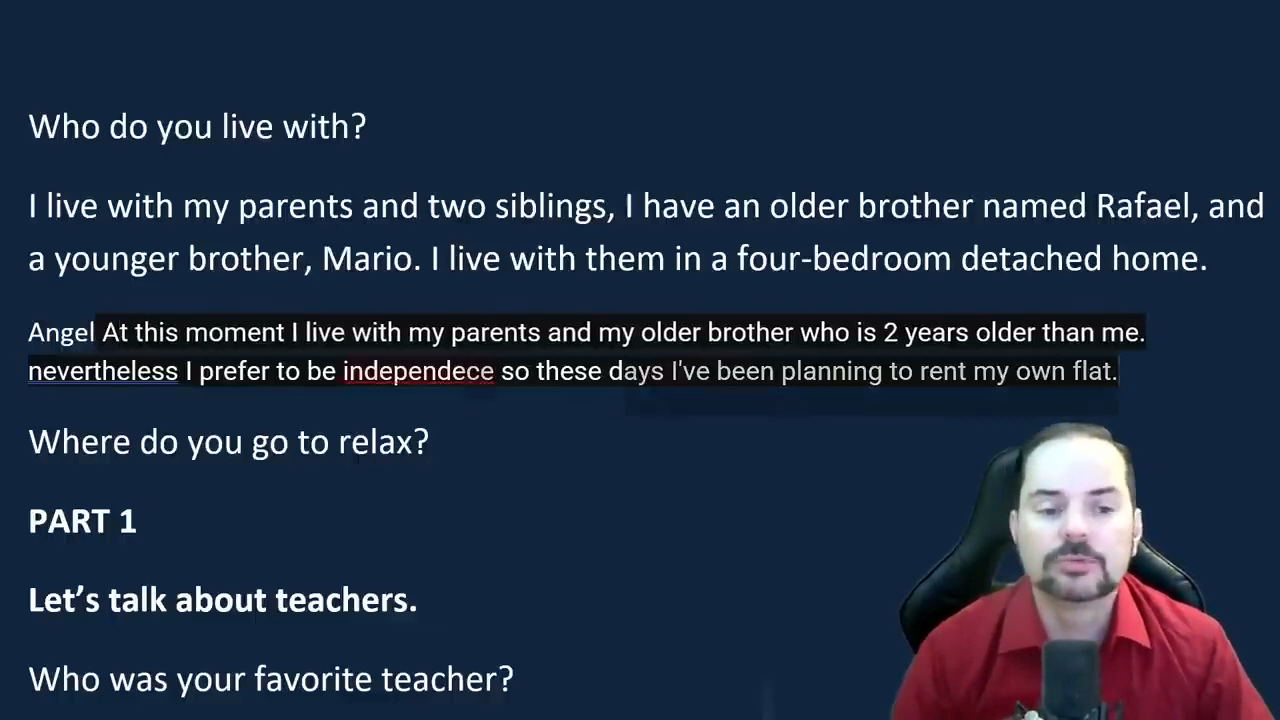 Who do you live with?
I live with my parents and two siblings, I have an older brother named Rafael, and
a younger brother, Mario. I live with them in a four-bedroom detached home.
Angel At this moment I live with my parents and my older brother who is 2 years older than me.
nevertheless I prefer to be independece so these days I've been planning to rent my own flat.
Where do you go to relax?
PART 1
Let's talk about teachers.
Who was your favorite teacher?